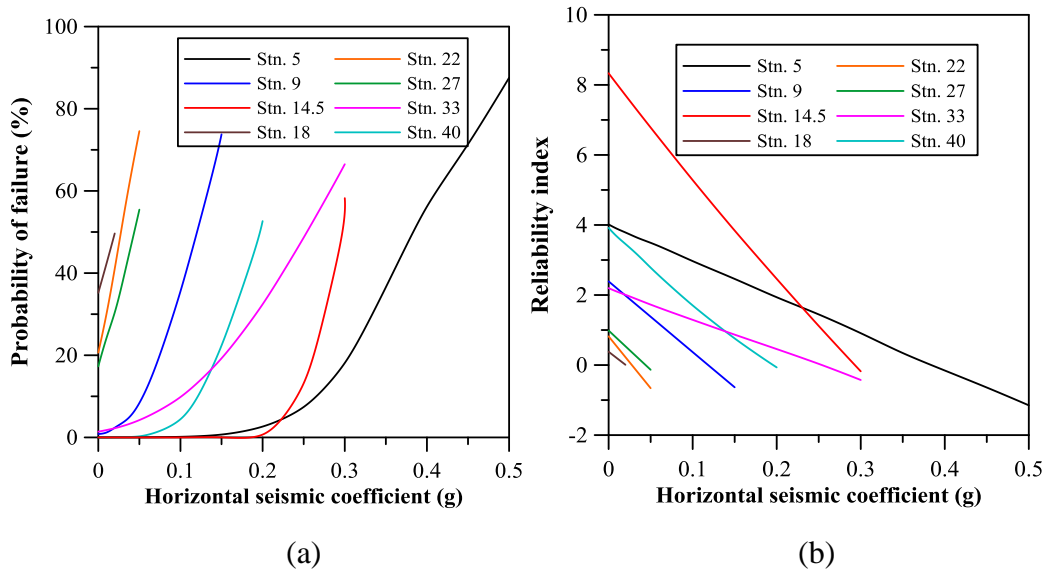 100
80
60
40
20
0
Probability of failure (%)
Stn. 5
Stn. 9
Stn. 14.5
Stn. 18
Stn. 22
Stn. 27
Stn. 33
Stn. 40
0 0.1 0.2 0.3 0.4 0.5
Horizontal seismic coefficient (g)
(a)
10
8
6
4
2
0
-2
Reliability index
Stn. 5
Stn. 9
Stn. 14.5
Stn. 18
Stn. 22
Stn. 27
Stn. 33
Stn. 40
0 0.1 0.2 0.3 0.4 0.5
Horizontal seismic coefficient (g)
(b)